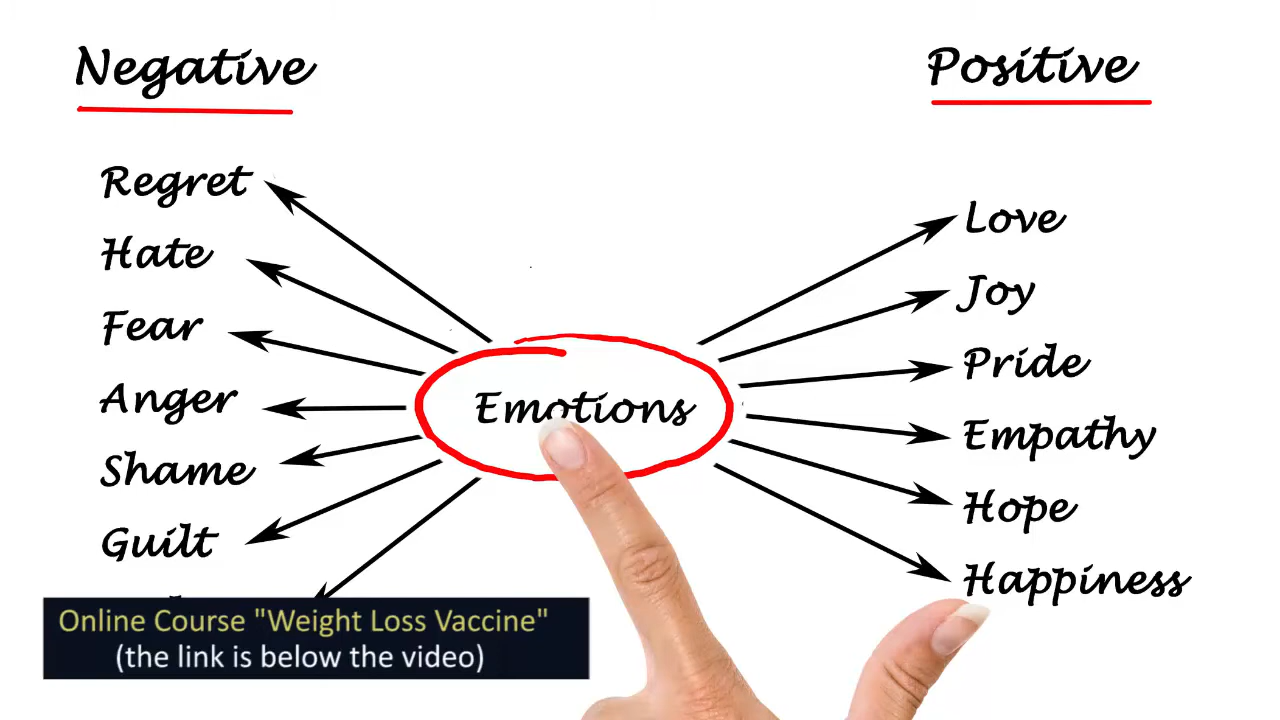 Negative
Positive
Regret
Hate
Fear
Anger
Shame
Guilt
Emotions
Love
Joy
Pride
Empathy
Hope
Happiness
Online Course "Weight Loss Vaccine"
(the link is below the video)